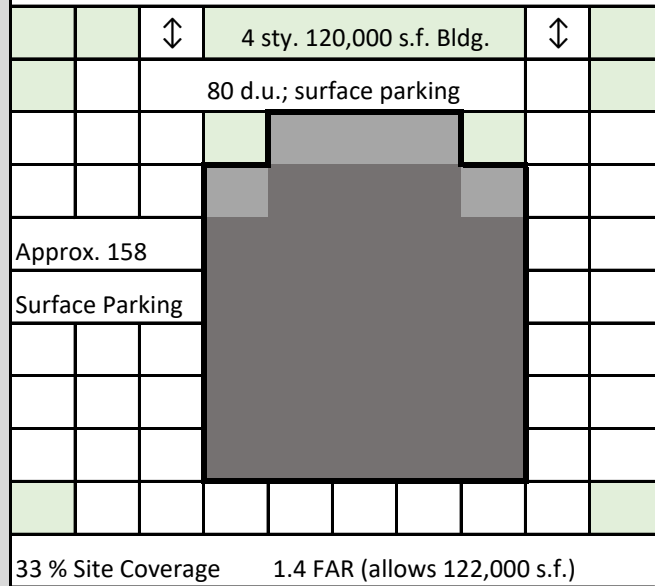 ↕ 4 sty. 120,000 s.f. Bldg. ↕
80 d.u.; surface parking
Approx. 158
Surface Parking
33 % Site Coverage 1.4 FAR (allows 122,000 s.f.)